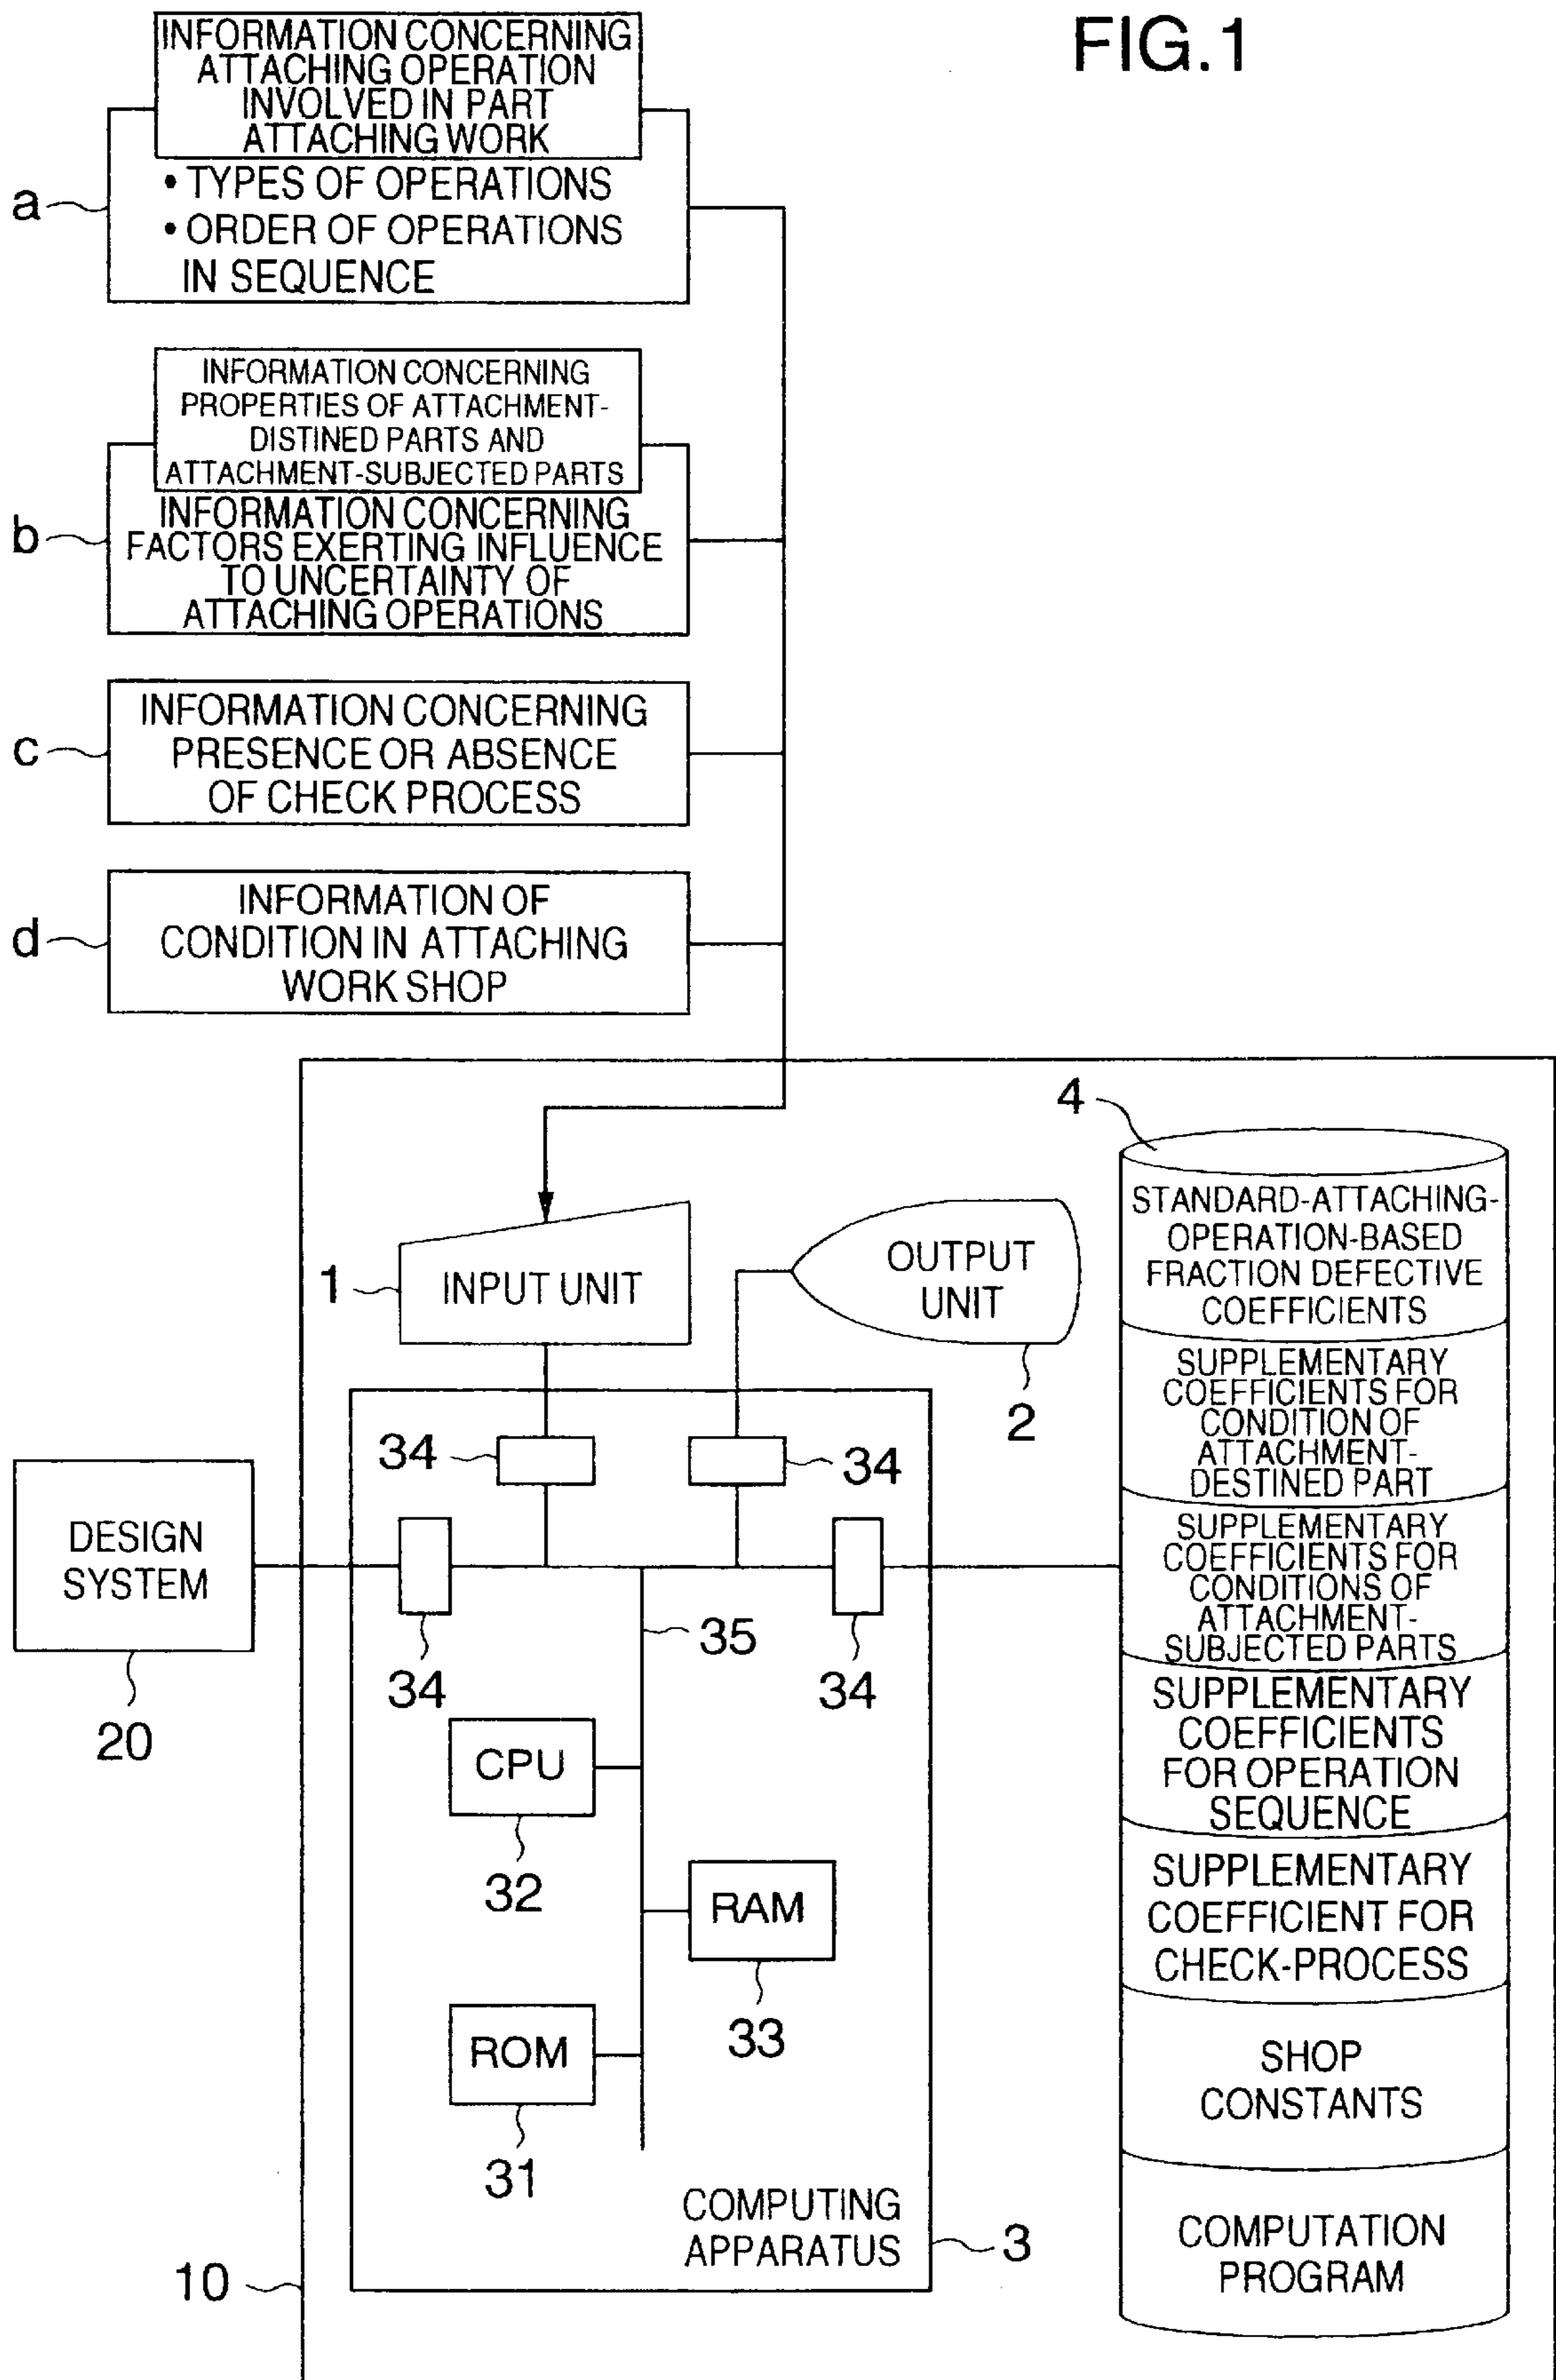 FIG.1
INFORMATION CONCERNING
ATTACHING OPERATION
INVOLVED IN PART
ATTACHING WORK
• TYPES OF OPERATIONS
• ORDER OF OPERATIONS
IN SEQUENCE
a
INFORMATION CONCERNING
PROPERTIES OF ATTACHMENT-
DISTINED PARTS AND
ATTACHMENT-SUBJECTED PARTS
INFORMATION CONCERNING
FACTORS EXERTING INFLUENCE
TO UNCERTAINTY OF
ATTACHING OPERATIONS
b
INFORMATION CONCERNING
PRESENCE OR ABSENCE
OF CHECK PROCESS
c
INFORMATION OF
CONDITION IN ATTACHING
WORK SHOP
d
4
1
INPUT UNIT
OUTPUT
UNIT
2
34
34
DESIGN
SYSTEM
20
34
35
34
CPU
32
RAM
33
ROM
31
COMPUTING
APPARATUS
3
10
STANDARD-ATTACHING-
OPERATION-BASED
FRACTION DEFECTIVE
COEFFICIENTS
SUPPLEMENTARY
COEFFICIENTS FOR
CONDITION OF
ATTACHMENT-
DESTINED PART
SUPPLEMENTARY
COEFFICIENTS FOR
CONDITIONS OF
ATTACHMENT-
SUBJECTED PARTS
SUPPLEMENTARY
COEFFICIENTS
FOR OPERATION
SEQUENCE
SUPPLEMENTARY
COEFFICIENT FOR
CHECK-PROCESS
SHOP
CONSTANTS
COMPUTATION
PROGRAM